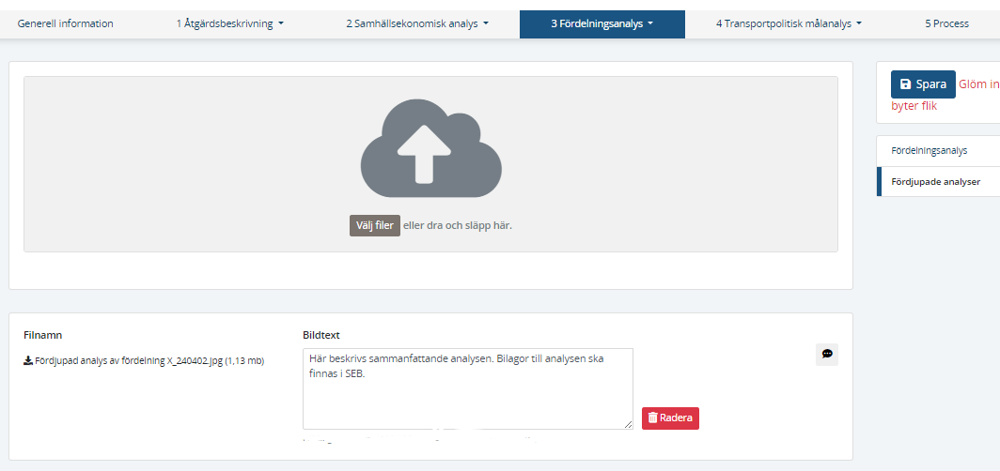 Generell information
1 Åtgärdsbeskrivning
2 Samhällsekonomisk analys
3 Fördelningsanalys
4 Transportpolitisk målanalys
5 Process
Spara Glöm in
byter flik
Fördelningsanalys
Fördjupade analyser
Välj filer eller dra och släpp här.
Filnamn
Bildtext
Fördjupad analys av fördelning X_240402.jpg (1,13 mb)
Här beskrivs sammanfattande analysen. Bilagor till analysen ska
finnas i SEB.
Radera